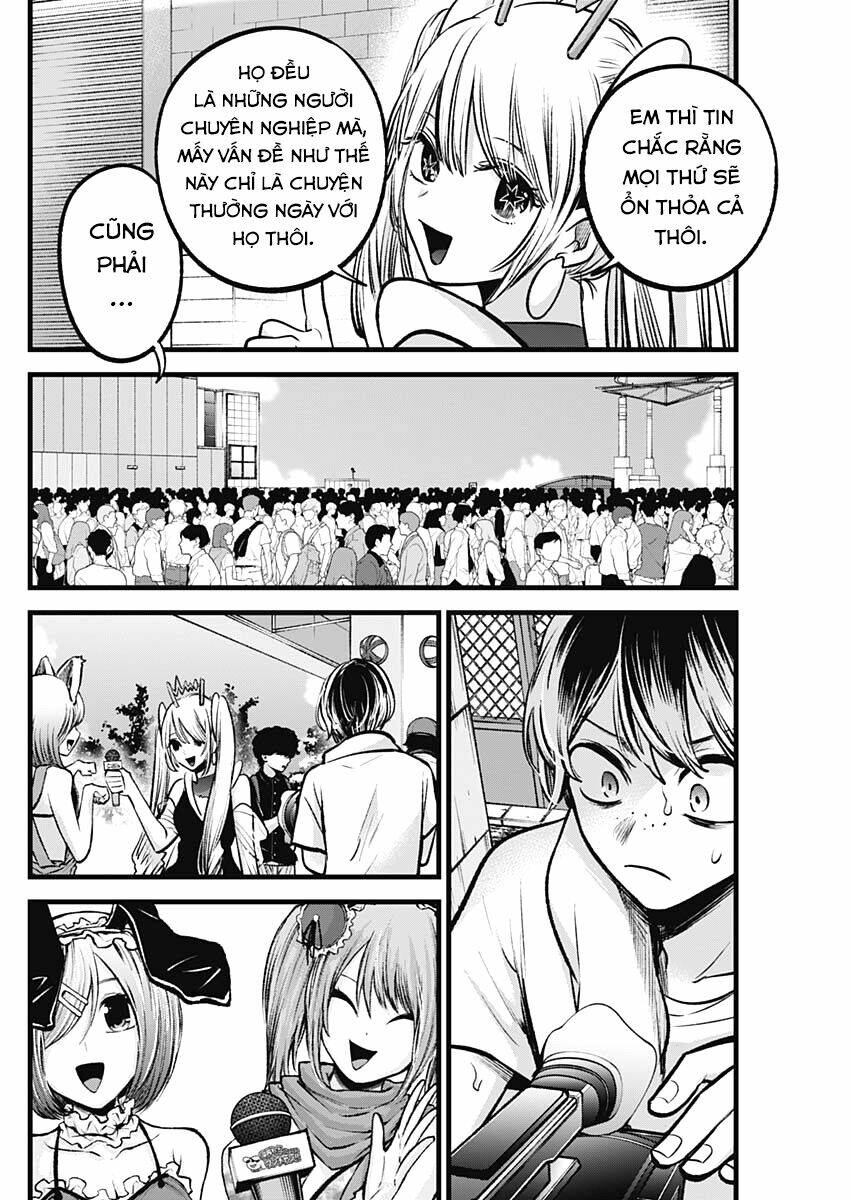 EM THÌ TIN
CHẮC RẰNG
MỌI THỨ SẼ
ỔN THỎA CẢ
THÔI.
HỌ ĐỀU
LÀ NHỮNG NGƯỜI
CHUYÊN NGHIỆP MÀ,
MẤY VẤN ĐỀ NHƯ THẾ
NÀY CHỈ LÀ CHUYỆN
THƯỜNG NGÀY VỚI
HỌ THÔI.
CŨNG
PHẢI
...